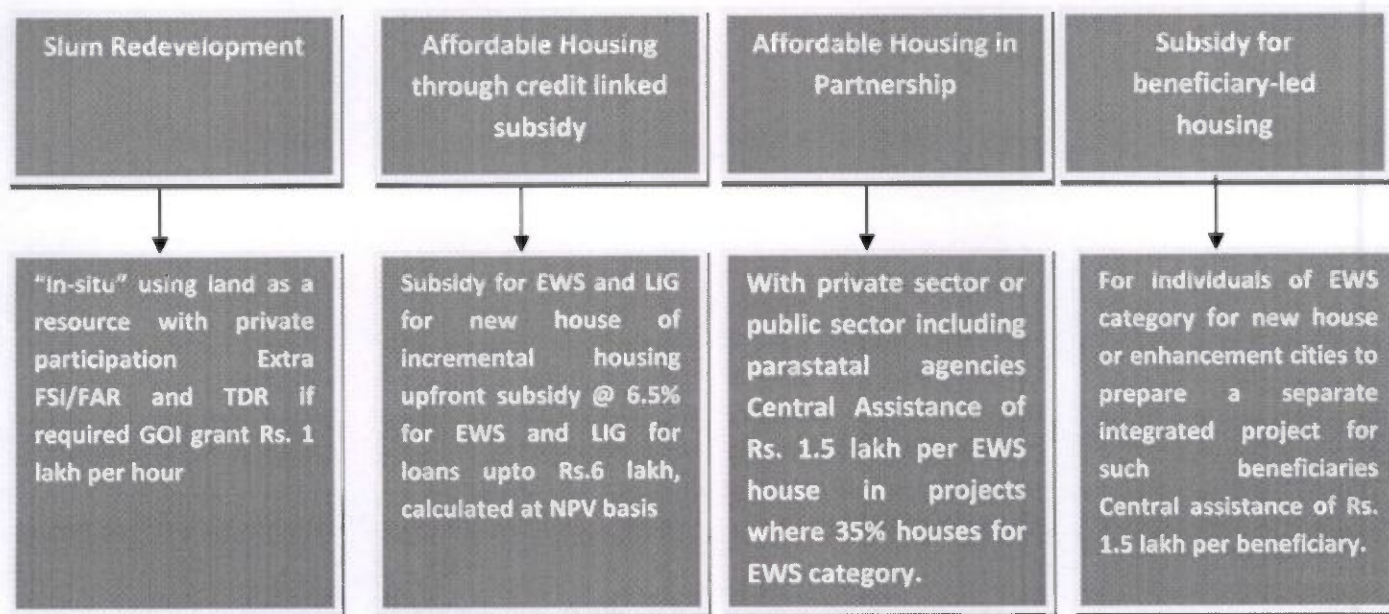 Slum Redevelopment
Affordable Housing
through credit linked
subsidy
Affordable Housing in
Partnership
Subsidy for
beneficiary-led
housing
"In-situ" using land as a
resource with private
participation Extra
FSI/FAR and TDR if
required GOI grant Rs. 1
lakh per hour
Subsidy for EWS and LIG
for new house of
incremental housing
upfront subsidy @ 6.5%
for EWS and LIG for
loans upto Rs.6 lakh,
calculated at NPV basis
With private sector or
public sector including
parastatal agencies
Central Assistance of
Rs. 1.5 lakh per EWS
house in projects
where 35% houses for
EWS category.
For individuals of EWS
category for new house
or enhancement cities to
prepare a separate
integrated project for
such beneficiaries
Central assistance of Rs.
1.5 lakh per beneficiary.